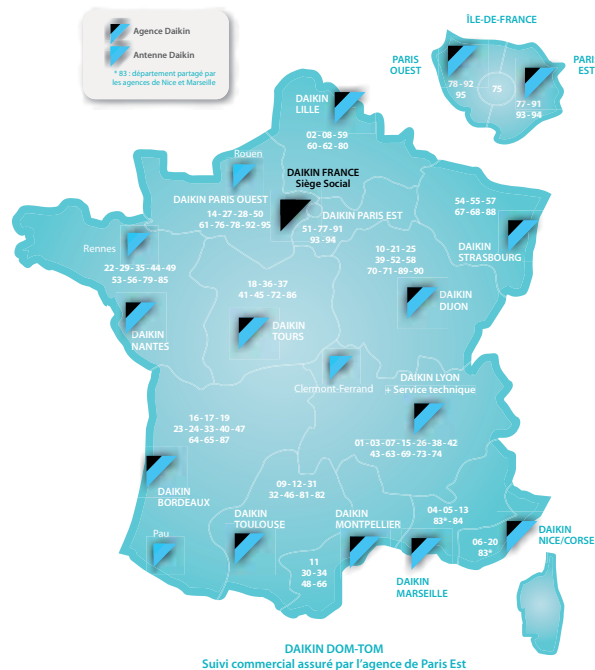 Agence Daikin
Antenne Daikin
* 83 : département partagé par
les agences de Nice et Marseille
ÎLE-DE-FRANCE
PARIS
OUEST
PARIS
EST
78-92
95
75
77-91
93-94
DAIKIN
LILLE
02-08-59
60-62-80
Rouen
DAIKIN FRANCE
Siège Social
DAIKIN PARIS OUEST
14-27-28-50
61-76-78-92-95
DAIKIN PARIS EST
51-77-91
93-94
54-55-57
67-68-88
DAIKIN
STRASBOURG
Rennes
22-29-35-44-49
53-56-79-85
DAIKIN
NANTES
18-36-37
41-45-72-86
DAIKIN
TOURS
10-21-25
39-52-58
70-71-89-90
DAIKIN
DIJON
Clermont-Ferrand
DAIKIN LYON
+ Service technique
01-03-07-15-26-38-42
43-63-69-73-74
16-17-19
23-24-33-40-47
64-65-87
DAIKIN
BORDEAUX
Pau
09-12-31
32-46-81-82
DAIKIN
TOULOUSE
DAIKIN
MONTPELLIER
11
30-34
48-66
04-05-13
83*-84
DAIKIN
MARSEILLE
06-20
83*
DAIKIN
NICE/CORSE
DAIKIN DOM-TOM
Suivi commercial assuré par l'agence de Paris Est